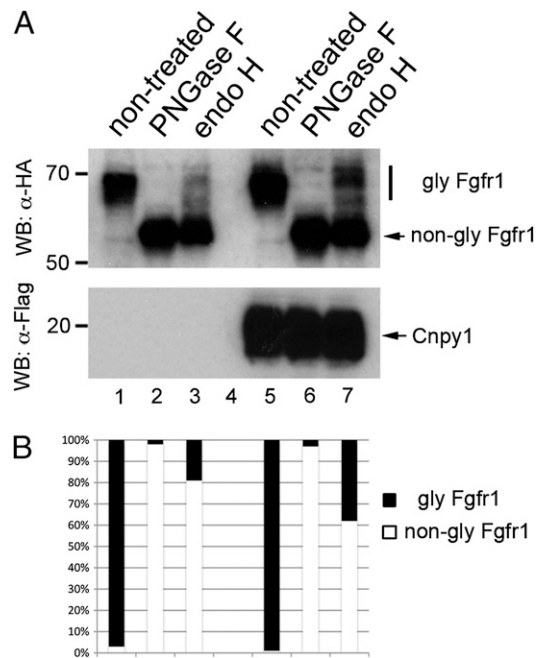 A
non-treated
PNGase F
endo H
non-treated
PNGase F
endo H
WB: α-HA
70
50
gly Fgfr1
non-gly Fgfr1
WB: α-Flag
20
Cnpy1
1 2 3 4 5 6 7
B
100%
90%
80%
70%
60%
50%
40%
30%
20%
10%
0%
gly Fgfr1
non-gly Fgfr1